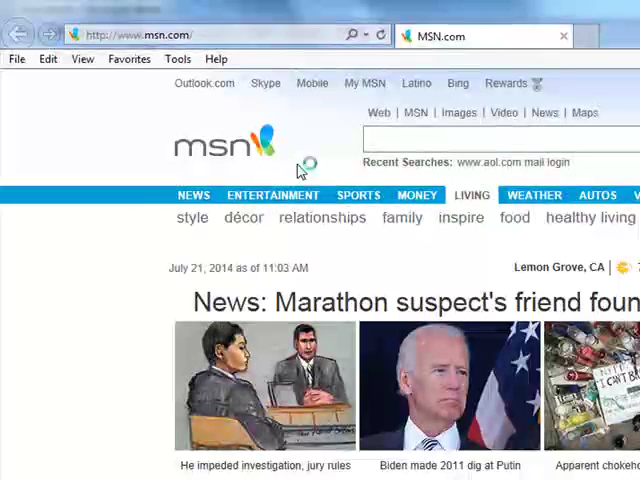 http://www.msn.com/
MSN.com
File Edit View Favorites Tools Help
Outlook.com Skype Mobile My MSN Latino Bing Rewards
Web | MSN | Images | Video | News | Maps
msn
Recent Searches: www.aol.com mail login
NEWS ENTERTAINMENT SPORTS MONEY LIVING WEATHER AUTOS
style décor relationships family inspire food healthy living
July 21, 2014 as of 11:03 AM
Lemon Grove, CA
News: Marathon suspect's friend foun
He impeded investigation, jury rules
Biden made 2011 dig at Putin
Apparent chokeho